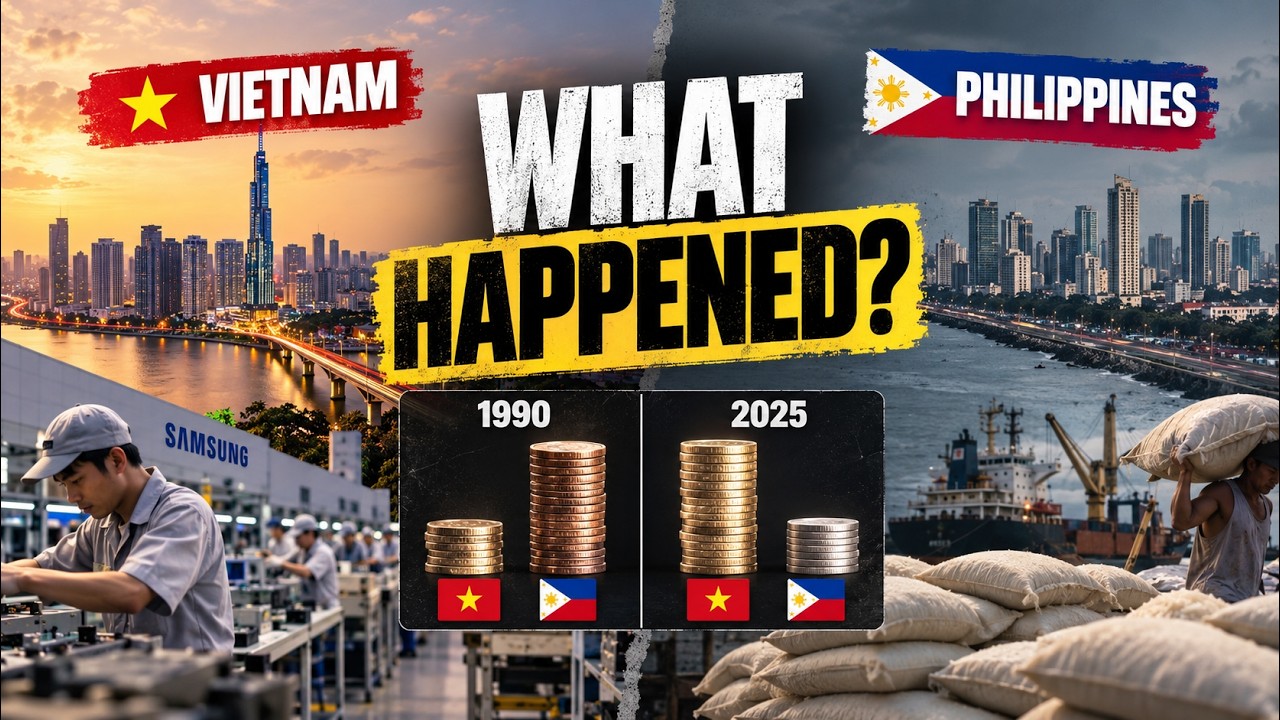 VIETNAM
PHILIPPINES
WHAT
HAPPENED?
1990
2025
SAMSUNG